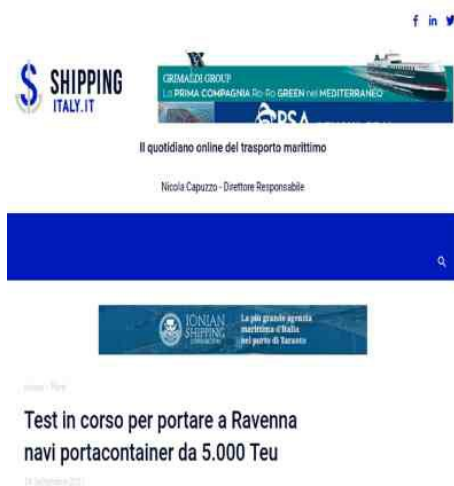 f in
SHIPPING
ITALY.IT
GRIMALDI GROUP
La PRIMA COMPAGNIA Ro-Ro GREEN nel MEDITERRANEO
PSA
Il quotidiano online del trasporto marittimo
Nicola Capuzzo - Direttore Responsabile
IONIAN
SHIPPING
CONSORTIUM
La più grande agenzia
marittima d'Italia
nel porto di Taranto
Test in corso per portare a Ravenna
navi portacontainer da 5.000 Teu